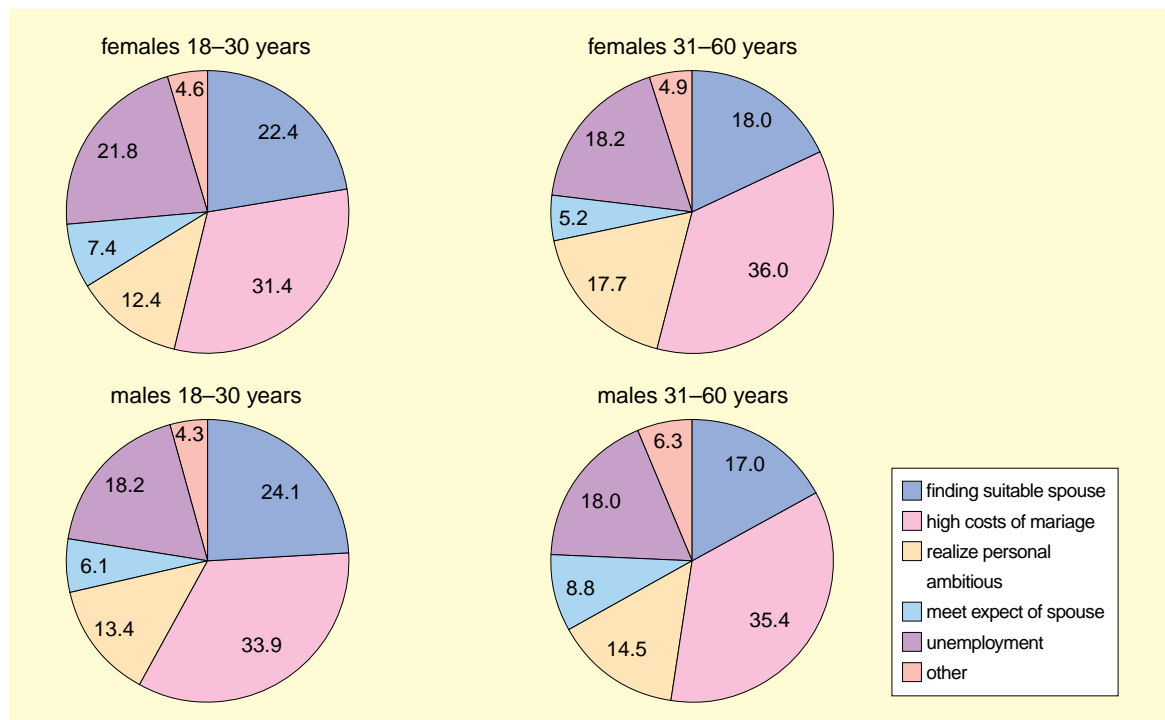 females 18–30 years
4.6
22.4
21.8
7.4
12.4
31.4
females 31–60 years
4.9
18.0
18.2
5.2
17.7
36.0
males 18–30 years
4.3
24.1
18.2
6.1
13.4
33.9
males 31–60 years
6.3
17.0
18.0
8.8
14.5
35.4
finding suitable spouse
high costs of mariage
realize personal
ambitious
meet expect of spouse
unemployment
other